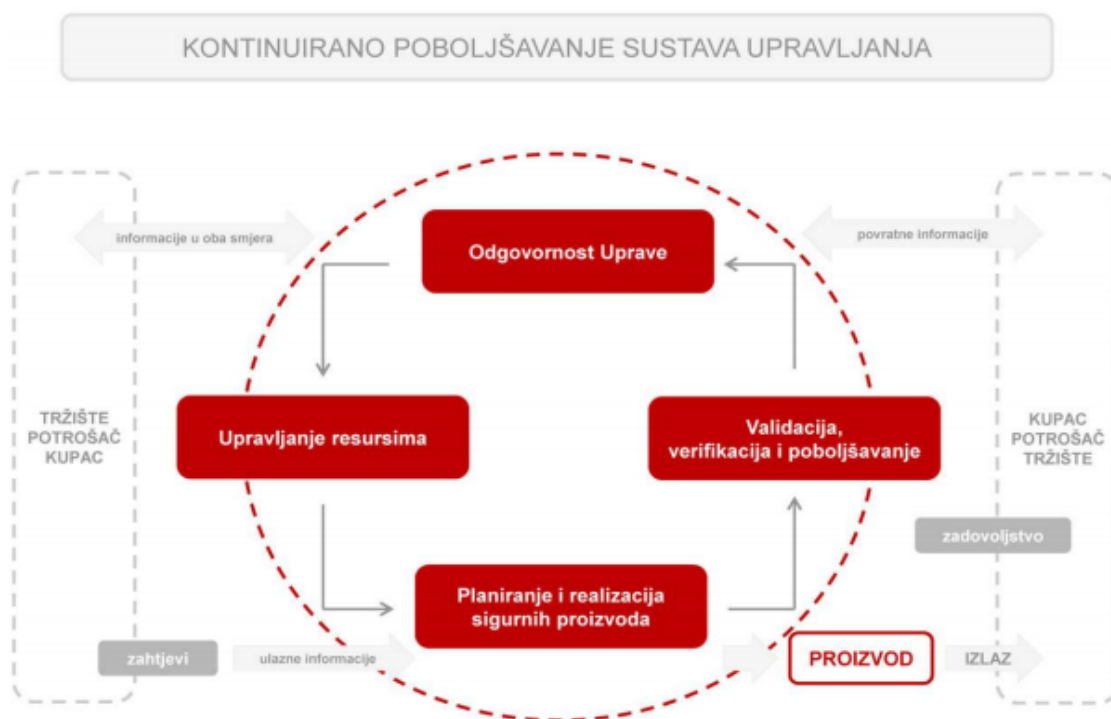 KONTINUIRANO POBOLJŠAVANJE SUSTAVA UPRAVLJANJA
informacije u oba smjera
Odgovornost Uprave
povratne informacije
TRŽIŠTE
POTROŠAČ
KUPAC
Upravljanje resursima
Validacija,
verifikacija i poboljšavanje
KUPAC
POTROŠAČ
TRŽIŠTE
zadovoljstvo
Planiranje i realizacija
sigurnih proizvoda
zahtjevi
ulazne informacije
PROIZVOD
IZLAZ